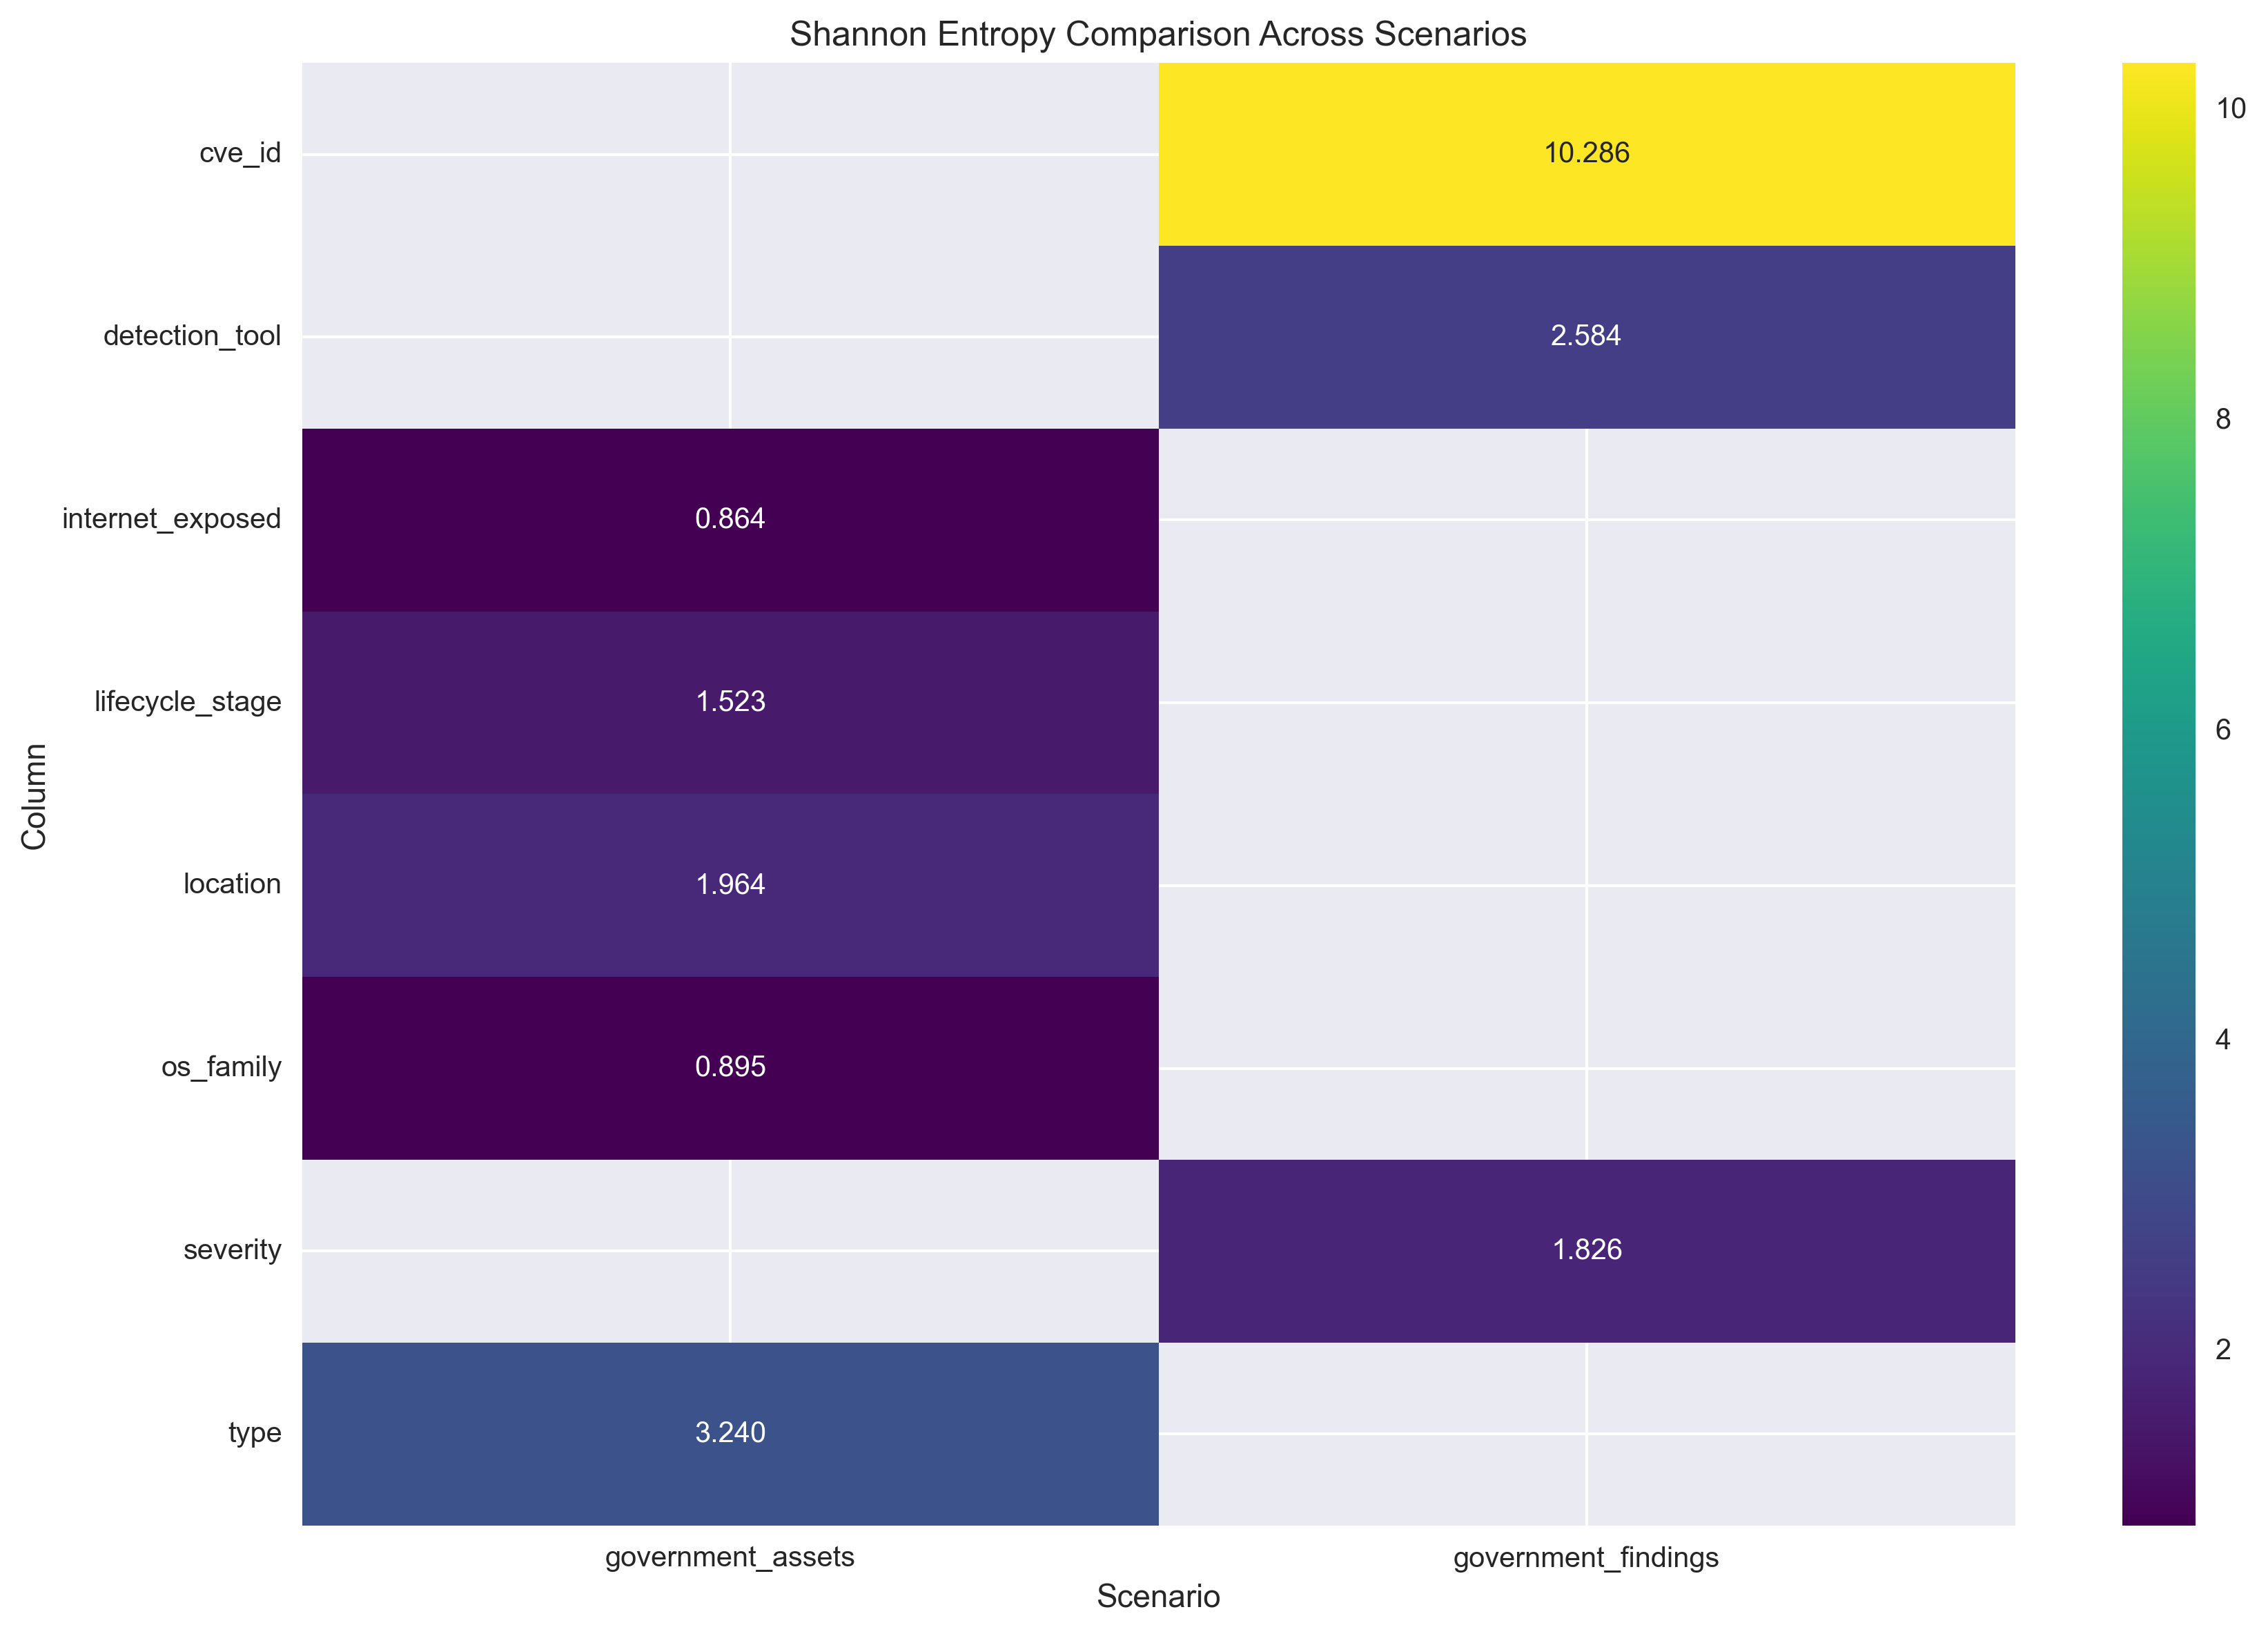 Shannon Entropy Comparison Across Scenarios
cve_id
10.286
detection_tool
2.584
internet_exposed
0.864
lifecycle_stage
1.523
location
1.964
os_family
0.895
severity
1.826
type
3.240
government_assets
government_findings
Scenario
Column
10
8
6
4
2